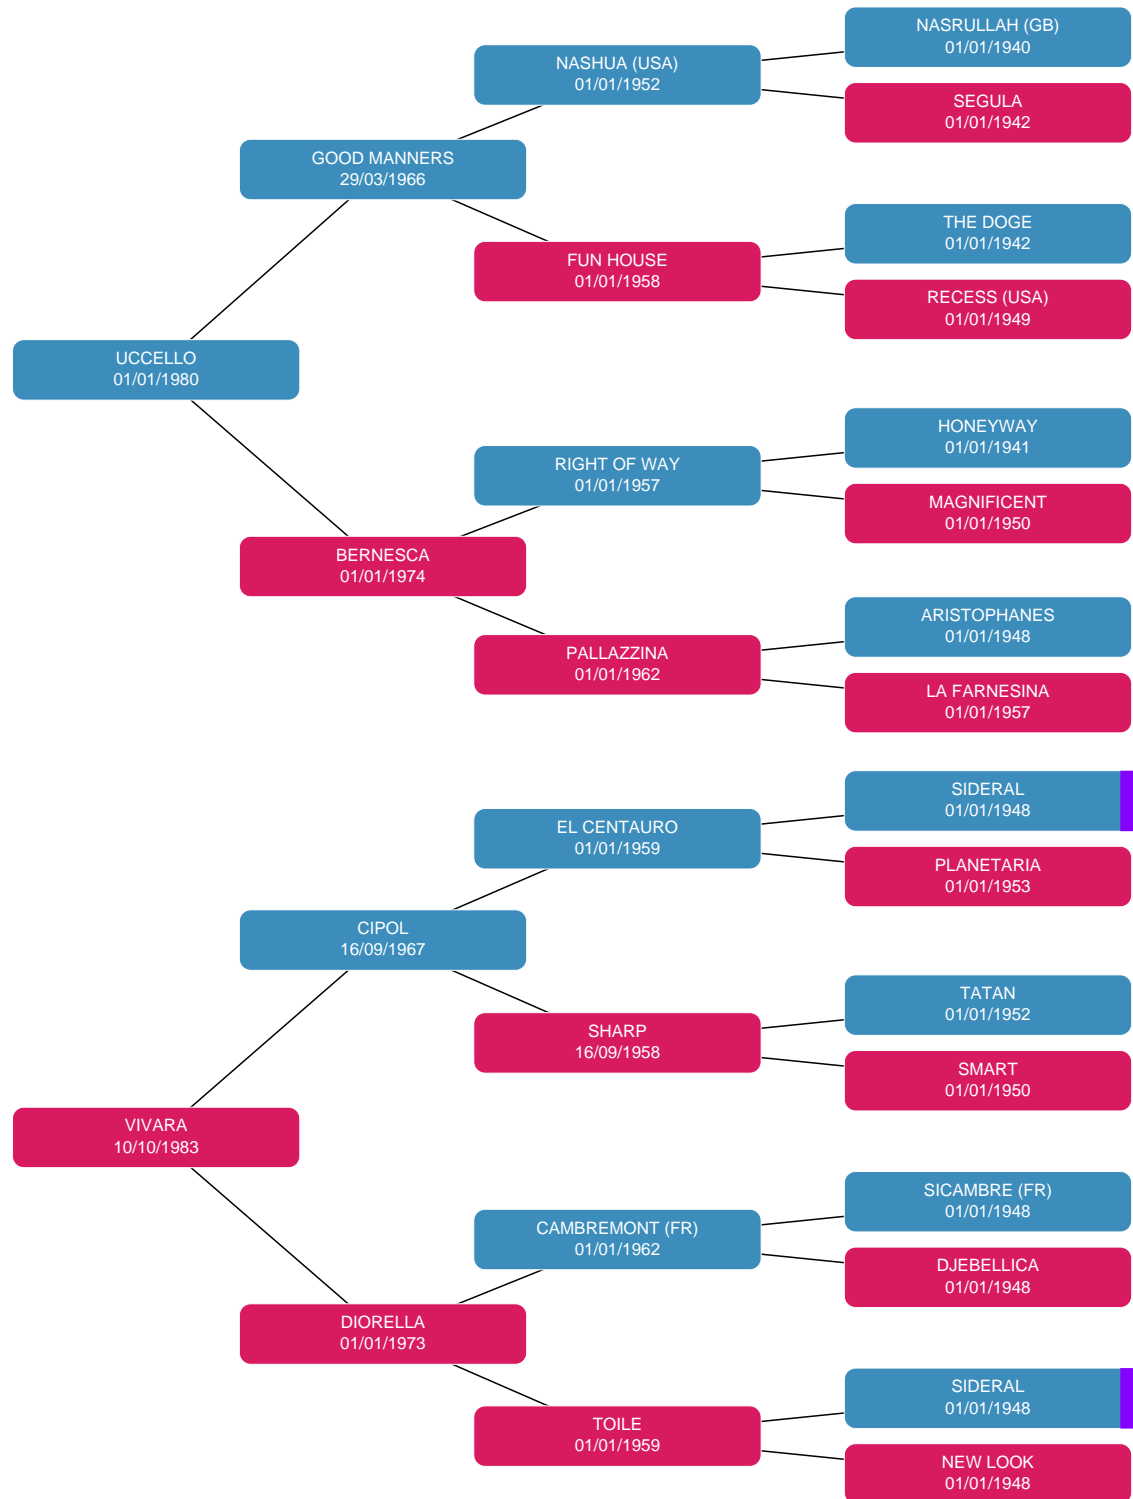 NASRULLAH (GB)
01/01/1940
NASHUA (USA)
01/01/1952
SEGULA
01/01/1942
GOOD MANNERS
29/03/1966
THE DOGE
01/01/1942
FUN HOUSE
01/01/1958
RECESS (USA)
01/01/1949
UCCELLO
01/01/1980
HONEYWAY
01/01/1941
RIGHT OF WAY
01/01/1957
MAGNIFICENT
01/01/1950
BERNESCA
01/01/1974
ARISTOPHANES
01/01/1948
PALLAZZINA
01/01/1962
LA FARNESINA
01/01/1957
SIDERAL
01/01/1948
EL CENTAURO
01/01/1959
PLANETARIA
01/01/1953
CIPOL
16/09/1967
TATAN
01/01/1952
SHARP
16/09/1958
SMART
01/01/1950
VIVARA
10/10/1983
SICAMBRE (FR)
01/01/1948
CAMBREMONT (FR)
01/01/1962
DJEBELLICA
01/01/1948
DIORELLA
01/01/1973
SIDERAL
01/01/1948
TOILE
01/01/1959
NEW LOOK
01/01/1948